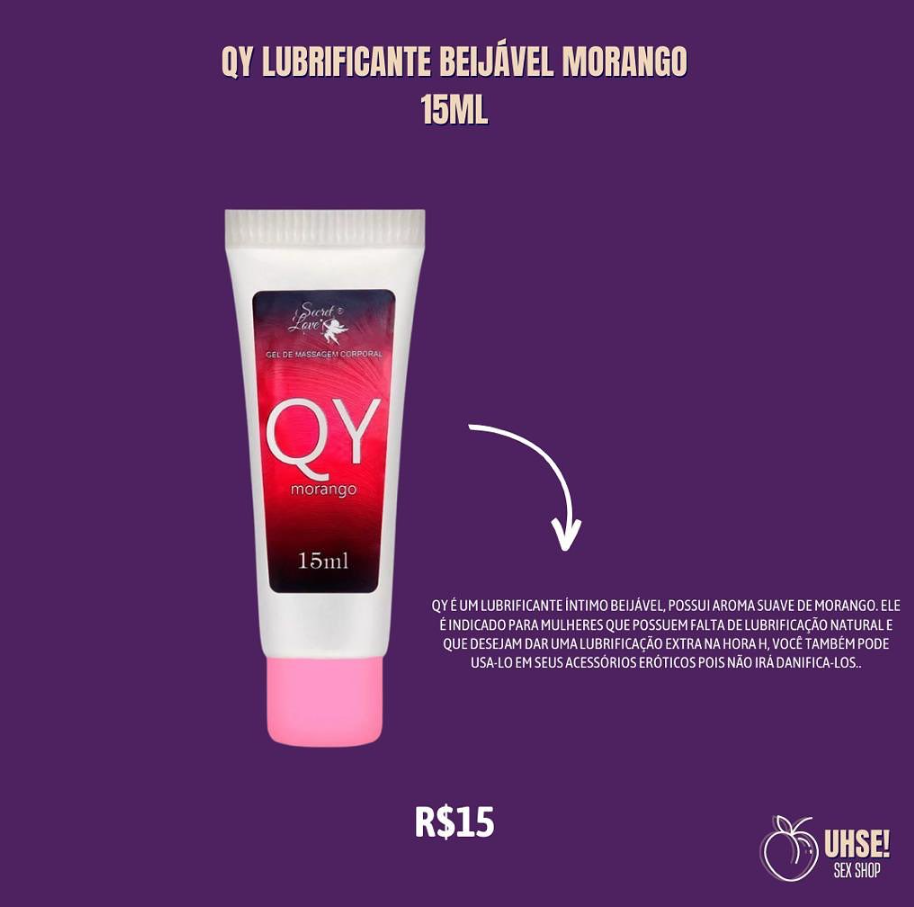 QY LUBRIFICANTE BEIJÁVEL MORANGO
15ML
Secret ®
Love
GEL DE MASSAGEM CORPORAL
QY
morango
15ml
QY É UM LUBRIFICANTE ÍNTIMO BEIJÁVEL, POSSUI AROMA SUAVE DE MORANGO. ELE
É INDICADO PARA MULHERES QUE POSSUEM FALTA DE LUBRIFICAÇÃO NATURAL E
QUE DESEJAM DAR UMA LUBRIFICAÇÃO EXTRA NA HORA H, VOCÊ TAMBÉM PODE
USA-LO EM SEUS ACESSÓRIOS ERÓTICOS POIS NÃO IRÁ DANIFICA-LOS..
R$15
UHSE!
SEX SHOP